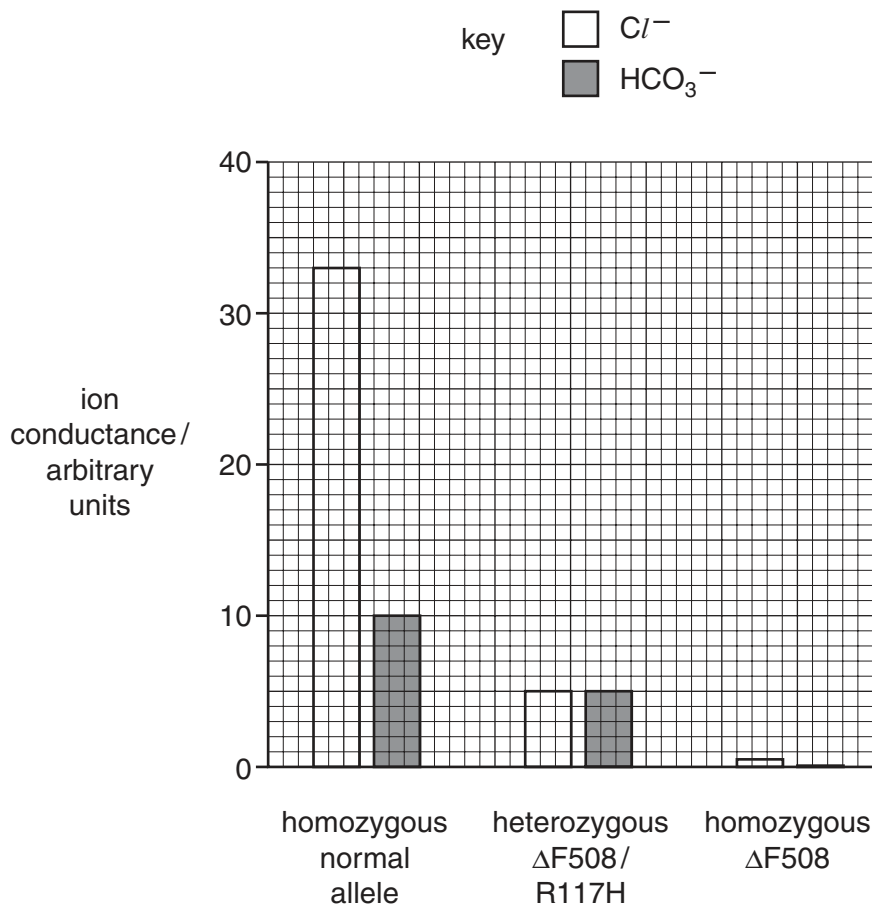 key
Cl⁻
HCO₃⁻
40
30
20
10
0
ion
conductance /
arbitrary
units
homozygous
normal
allele
heterozygous
ΔF508 /
R117H
homozygous
ΔF508